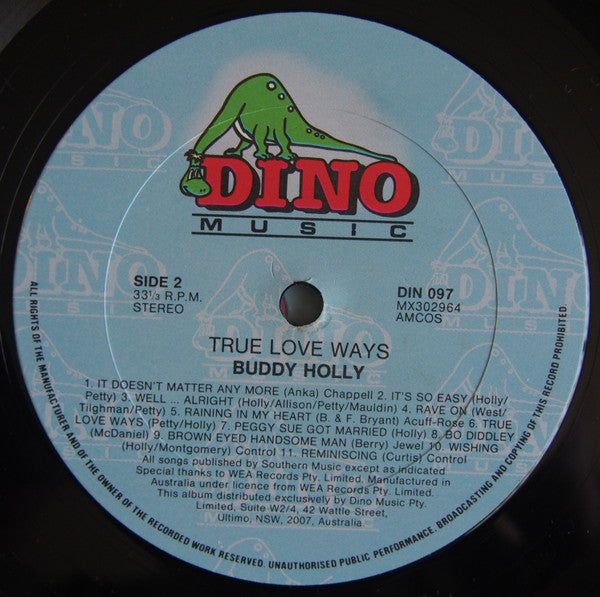 DINO
MUSIC
SIDE 2
33⅓ R.P.M.
STEREO
DIN 097
MX302964
AMCOS
TRUE LOVE WAYS
BUDDY HOLLY
1. IT DOESN'T MATTER ANY MORE (Anka) Chappell 2. IT'S SO EASY (Holly/
Petty) 3. WELL ... ALRIGHT (Holly/Allison/Petty/Mauldin) 4. RAVE ON (West/
Tilghman/Petty) 5. RAINING IN MY HEART (B. & F. Bryant) Acuff-Rose 6. TRUE
LOVE WAYS (Petty/Holly) 7. PEGGY SUE GOT MARRIED (Holly) 8. BO DIDDLEY
(McDaniel) 9. BROWN EYED HANDSOME MAN (Berry) Jewel 10. WISHING
(Holly/Montgomery) Control 11. REMINISCING (Curtis) Control
All songs published by Southern Music except as indicated
Special thanks to WEA Records Pty. Limited. Manufactured in
Australia under licence from WEA Records Pty. Limited.
This album distributed exclusively by Dino Music Pty.
Limited, Suite W2/4, 42 Wattle Street,
Ultimo, NSW, 2007, Australia.
ALL RIGHTS OF THE MANUFACTURER AND OF THE OWNER OF THE RECORDED WORK RESERVED. UNAUTHORISED PUBLIC PERFORMANCE, BROADCASTING AND COPYING OF THIS RECORD PROHIBITED.
DINO
MUSIC
DINO
MUSIC
DINO
MUSIC
DINO